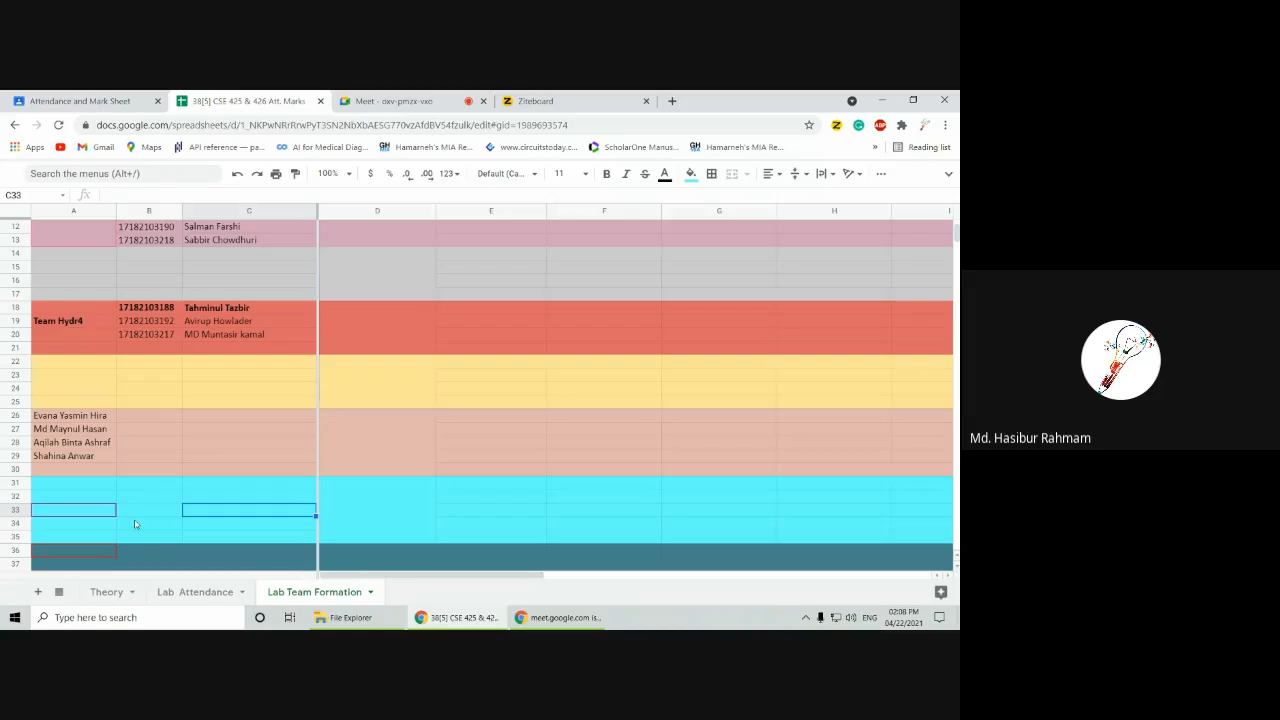 Attendance and Mark Sheet
38[5] CSE 425 & 426 Att. Marks
Meet - oxv-pmzx-vxo
Ziteboard
docs.google.com/spreadsheets/d/1_NKPwNRrRrwPyT3SN2NbXbAESG770vzAfdBV54fzulk/edit#gid=1989693574
Apps
Gmail
Maps
API reference — pa...
AI for Medical Diag...
Hamarneh's MIA Re...
www.circuitstoday.c...
ScholarOne Manus...
Hamarneh's MIA Re...
»
Reading list
Search the menus (Alt+/)
100%
$ % .0 .00 123
Default (Ca...
11
B I S A
C33
fx
A B C D E F G H I
12 17182103190 Salman Farshi
13 17182103218 Sabbir Chowdhuri
14
15
16
17
18 17182103188 Tahminul Tazbir
19 Team Hydr4 17182103192 Avirup Howlader
20 17182103217 MD Muntasir kamal
21
22
23
24
25
26 Evana Yasmin Hira
27 Md Maynul Hasan
28 Aqilah Binta Ashraf
29 Shahina Anwar
30
31
32
33
34
35
36
37
Md. Hasibur Rahmam
+ Theory Lab Attendance Lab Team Formation
Type here to search
File Explorer
38[5] CSE 425 & 42...
meet.google.com is...
ENG
02:08 PM
04/22/2021